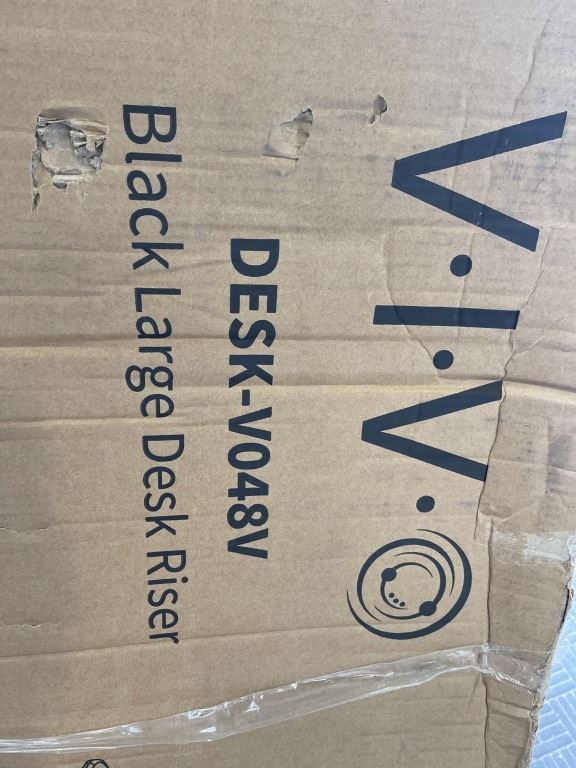 V·I·V·O
DESK-V048V
Black Large Desk Riser